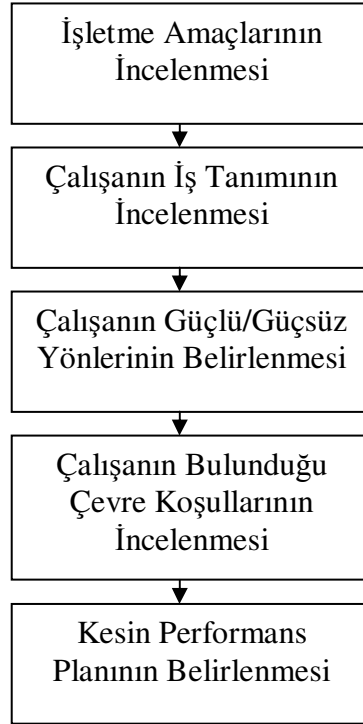 İşletme Amaçlarının
İncelenmesi
Çalışanın İş Tanımının
İncelenmesi
Çalışanın Güçlü/Güçsüz
Yönlerinin Belirlenmesi
Çalışanın Bulunduğu
Çevre Koşullarının
İncelenmesi
Kesin Performans
Planının Belirlenmesi